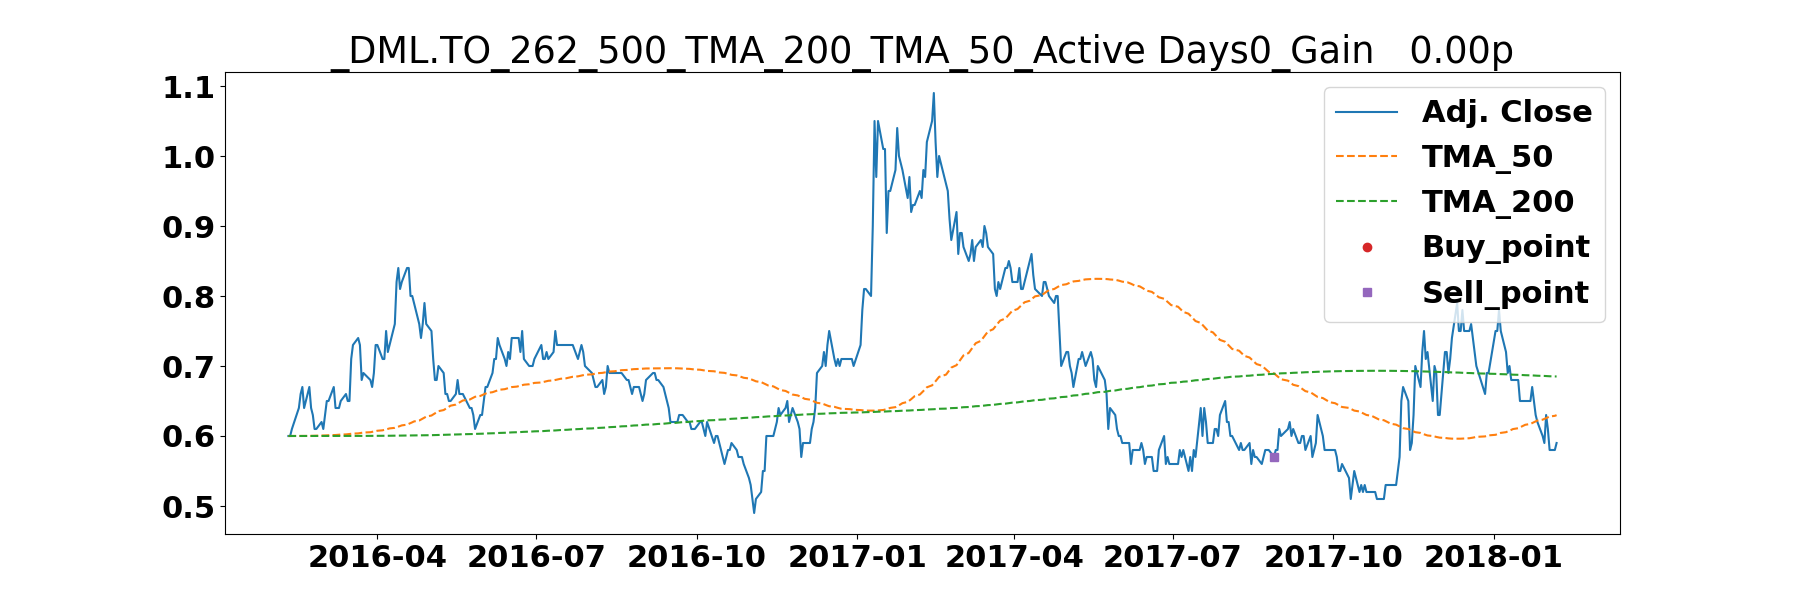 _DML.TO_262_500_TMA_200_TMA_50_Active Days0_Gain   0.00p
1.1
1.0
0.9
0.8
0.7
0.6
0.5
Adj. Close
TMA_50
TMA_200
Buy_point
Sell_point
2016-04 2016-07 2016-10 2017-01 2017-04 2017-07 2017-10 2018-01